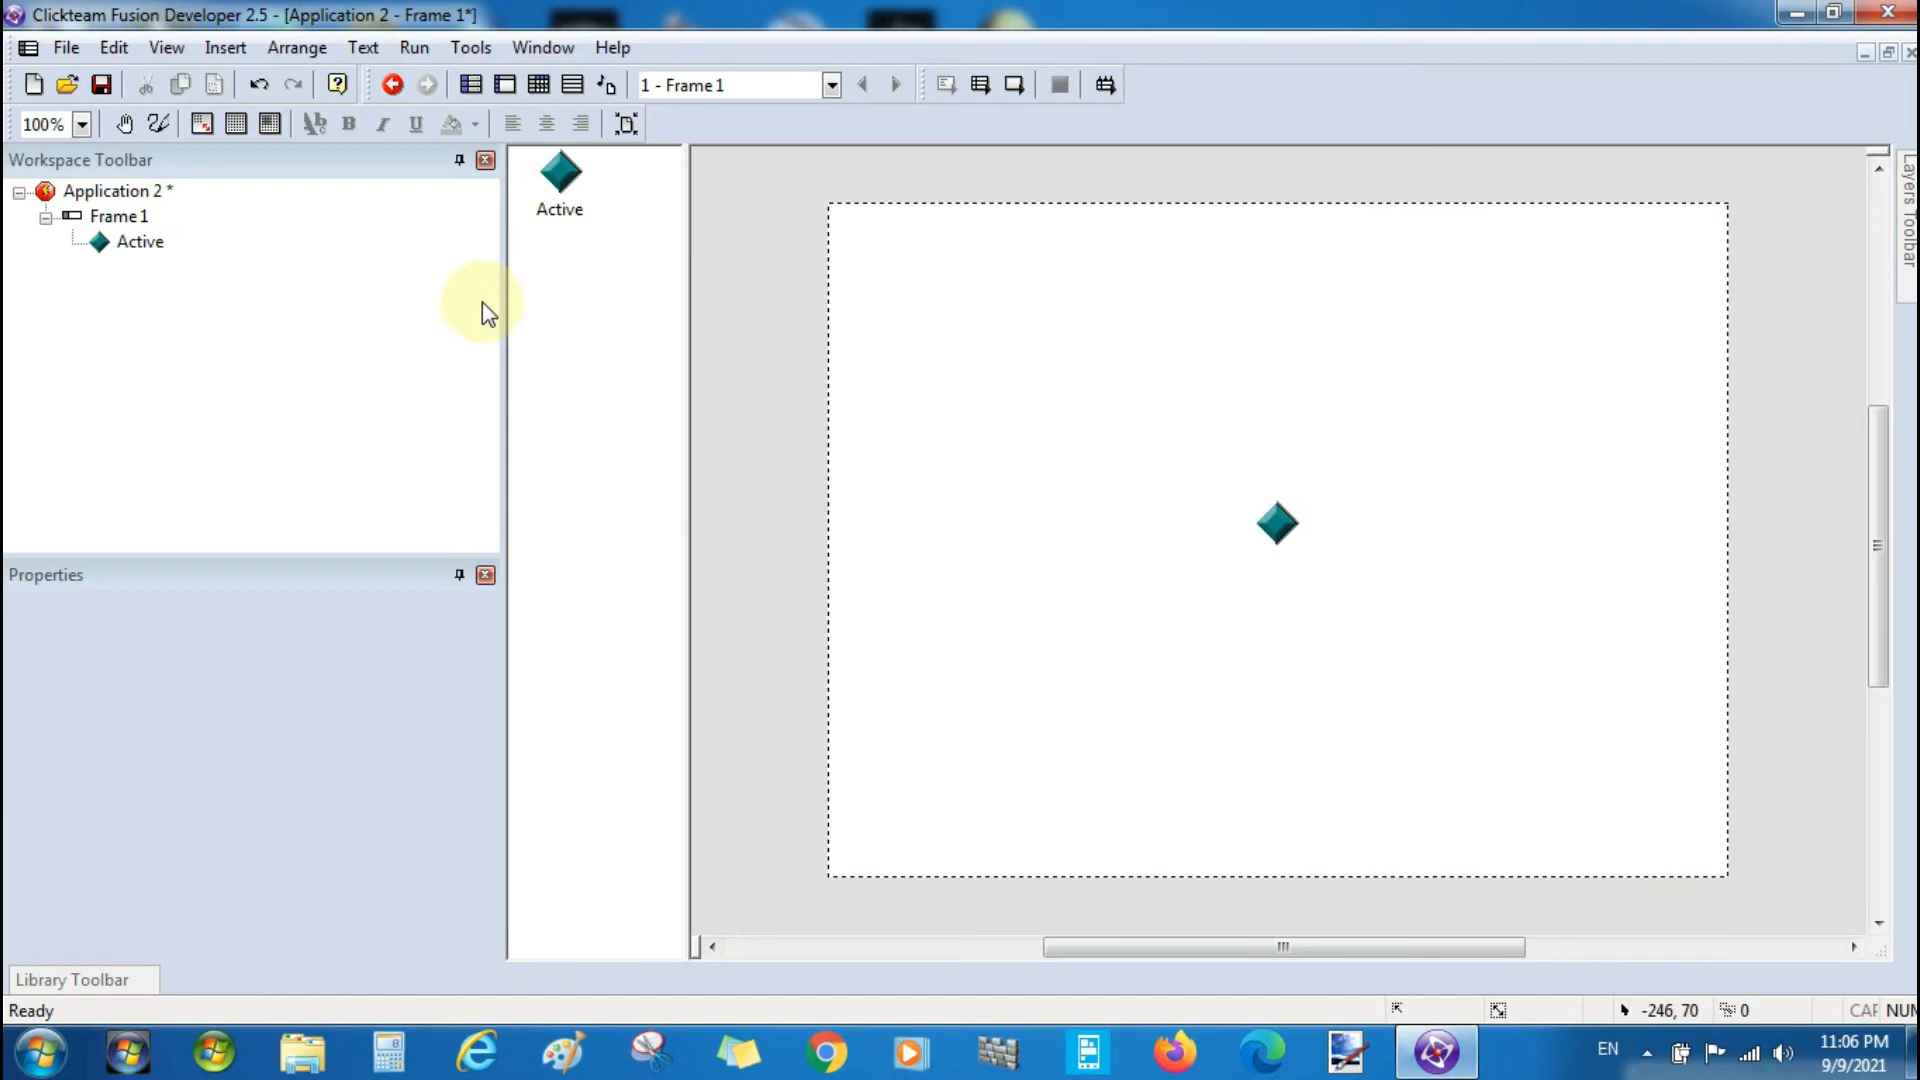 Clickteam Fusion Developer 2.5 - [Application 2 - Frame 1*]
File Edit View Insert Arrange Text Run Tools Window Help
1 - Frame 1
100%
Workspace Toolbar
Application 2 *
Frame 1
Active
Active
Layers Toolbar
Properties
Library Toolbar
Ready
-246, 70
0
CAF NUM
EN
11:06 PM
9/9/2021